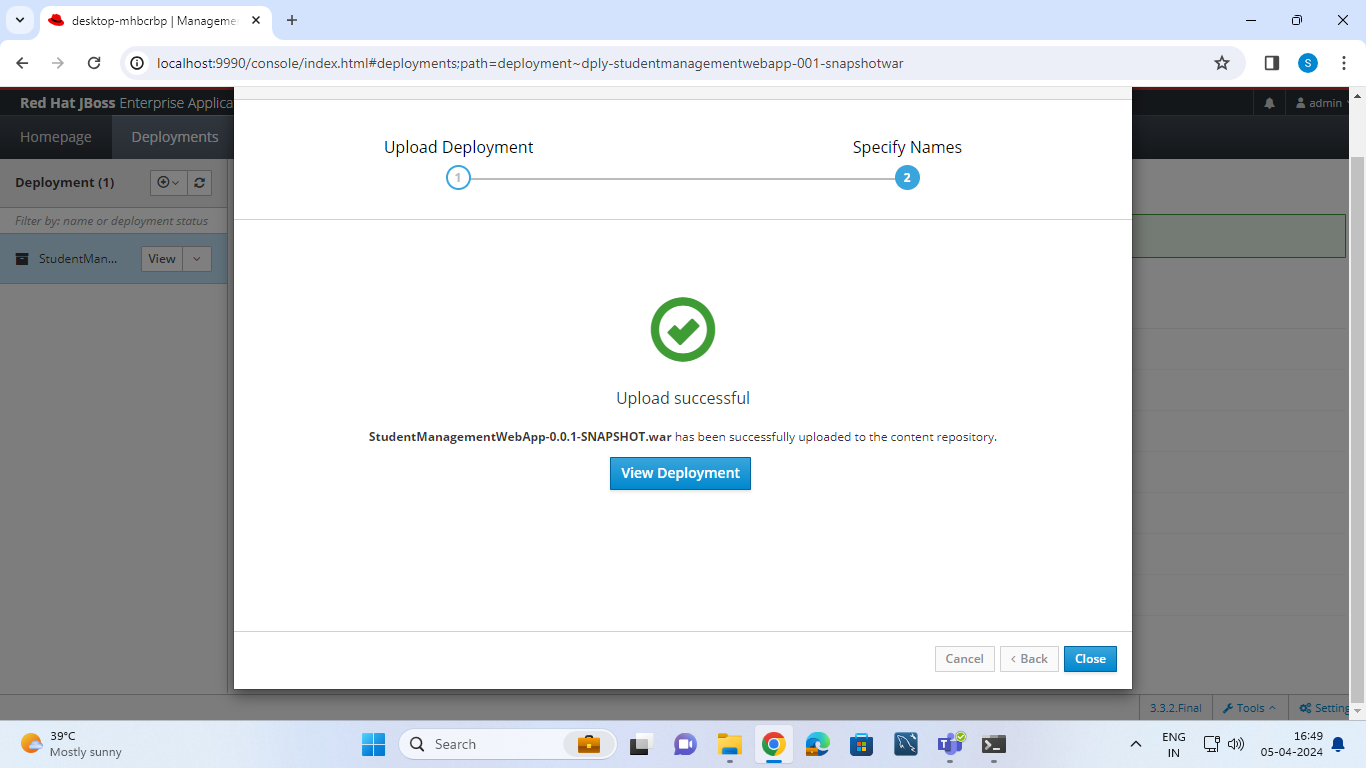 desktop-mhbcrbp | Manageme
localhost:9990/console/index.html#deployments;path=deployment~dply-studentmanagementwebapp-001-snapshotwar
S
Red Hat JBoss Enterprise Applica
admin
Homepage
Deployments
Upload Deployment
Specify Names
1
2
Deployment (1)
Filter by: name or deployment status
StudentMan...
View
Upload successful
StudentManagementWebApp-0.0.1-SNAPSHOT.war has been successfully uploaded to the content repository.
View Deployment
Cancel
Back
Close
3.3.2.Final
Tools
Setting
39°C
Mostly sunny
Search
ENG
IN
16:49
05-04-2024